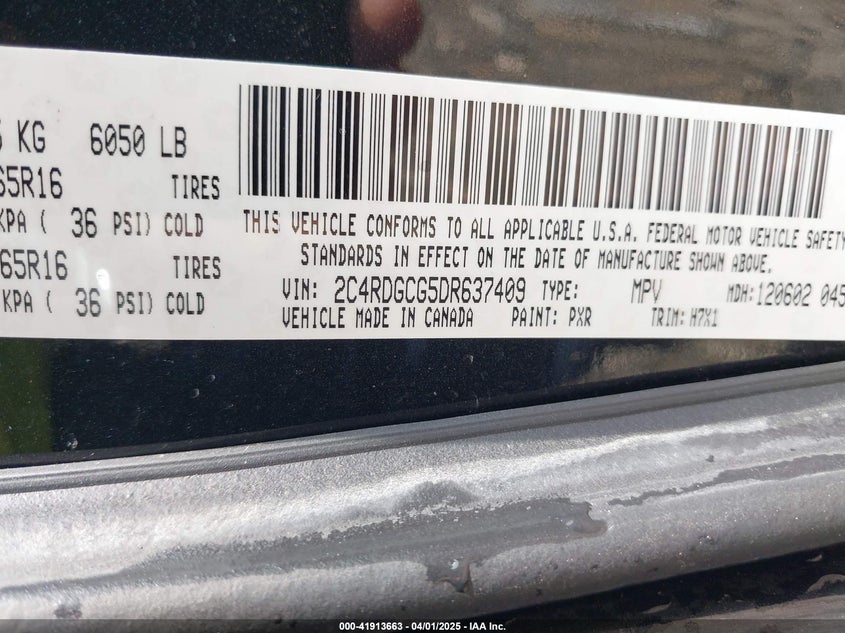 KG 6050 LB
65R16 TIRES
KPA ( 36 PSI) COLD
65R16 TIRES
KPA ( 36 PSI) COLD
THIS VEHICLE CONFORMS TO ALL APPLICABLE U.S.A. FEDERAL MOTOR VEHICLE SAFETY
STANDARDS IN EFFECT ON THE DATE OF MANUFACTURE SHOWN ABOVE.
VIN: 2C4RDGCG5DR637409 TYPE: MPV MDH: 120602 045
VEHICLE MADE IN CANADA PAINT: PXR TRIM: H7X1
000-41913663 - 04/01/2025 - IAA Inc.